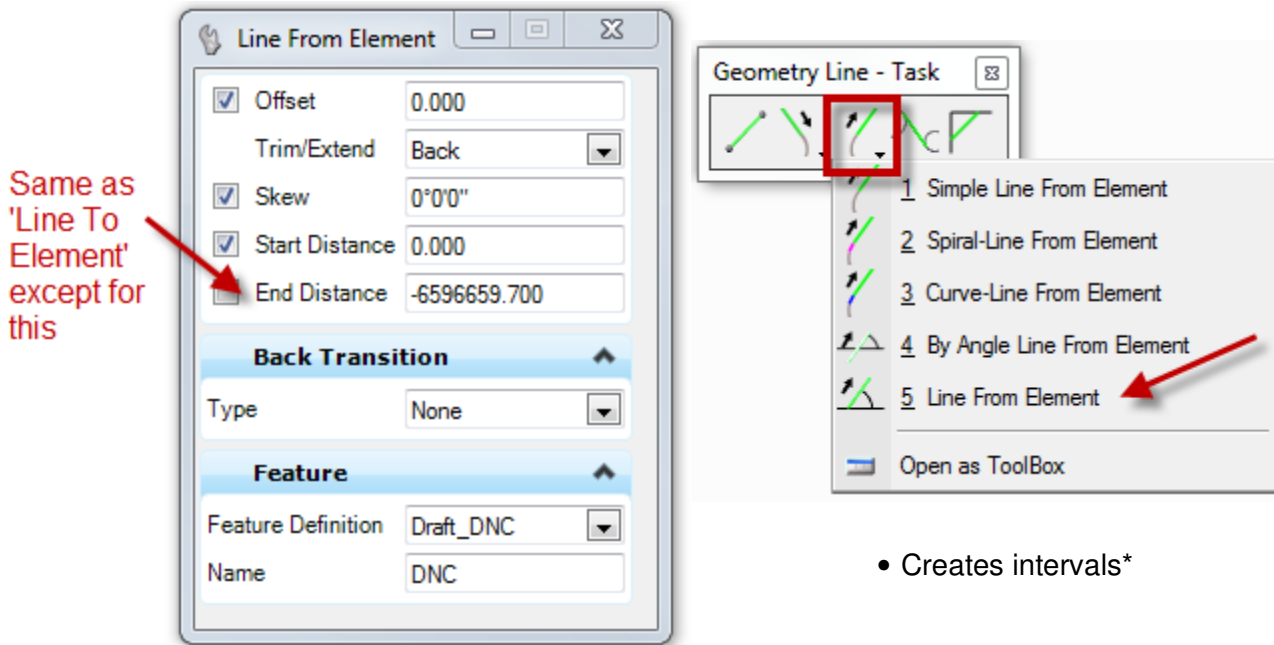 Line From Element
Offset 0.000
Trim/Extend Back
Skew 0°0'0"
Start Distance 0.000
End Distance -6596659.700
Back Transition
Type None
Feature
Feature Definition Draft_DNC
Name DNC
Same as
'Line To
Element'
except for
this
Geometry Line - Task
1 Simple Line From Element
2 Spiral-Line From Element
3 Curve-Line From Element
4 By Angle Line From Element
5 Line From Element
Open as ToolBox
• Creates intervals*